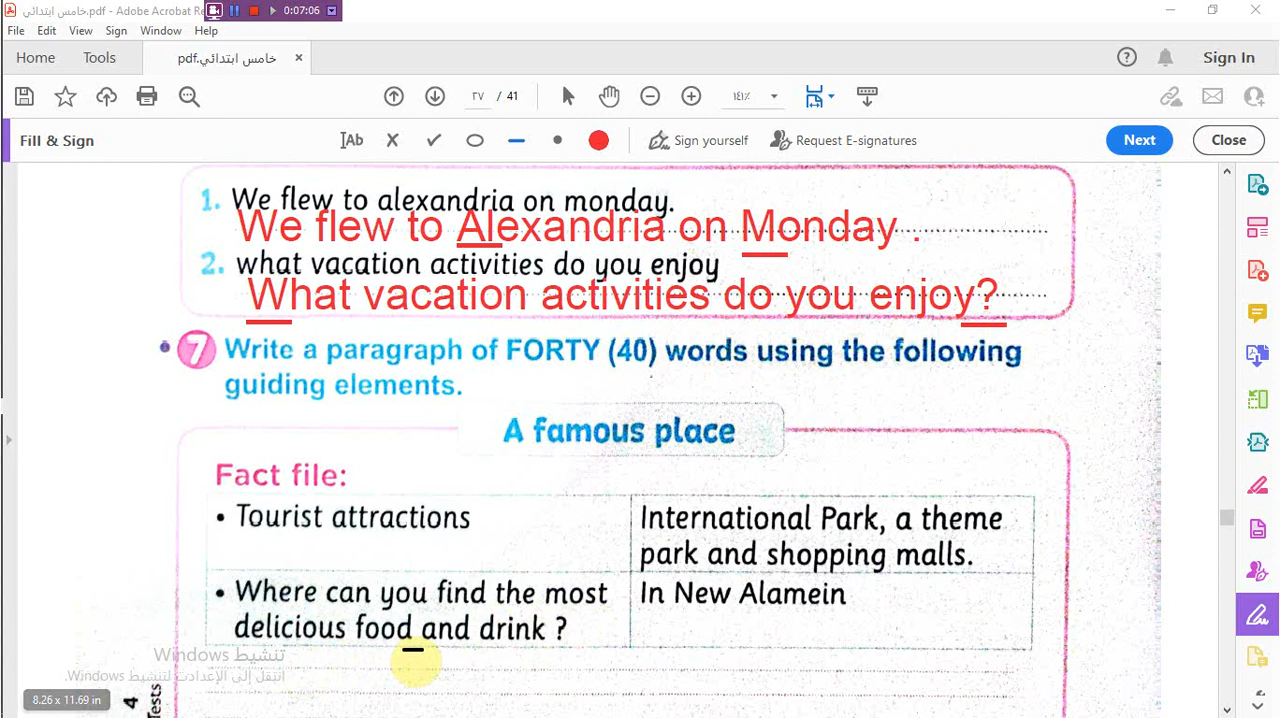 خامس ابتدائي.pdf - Adobe Acrobat Re
0:07:06
File Edit View Sign Window Help
Home Tools خامس ابتدائي.pdf × Sign In
٢٧ / 41 ١٤١٪
Fill & Sign Ab Sign yourself Request E-signatures Next Close
1. We flew to alexandria on monday.
We flew to Alexandria on Monday .
2. what vacation activities do you enjoy
What vacation activities do you enjoy?
7 Write a paragraph of FORTY (40) words using the following
guiding elements.
A famous place
Fact file:
• Tourist attractions International Park, a theme
park and shopping malls.
• Where can you find the most In New Alamein
delicious food and drink ?
تنشيط Windows
انتقل إلى الإعدادات لتنشيط Windows.
8.26 x 11.69 in
4
Tests